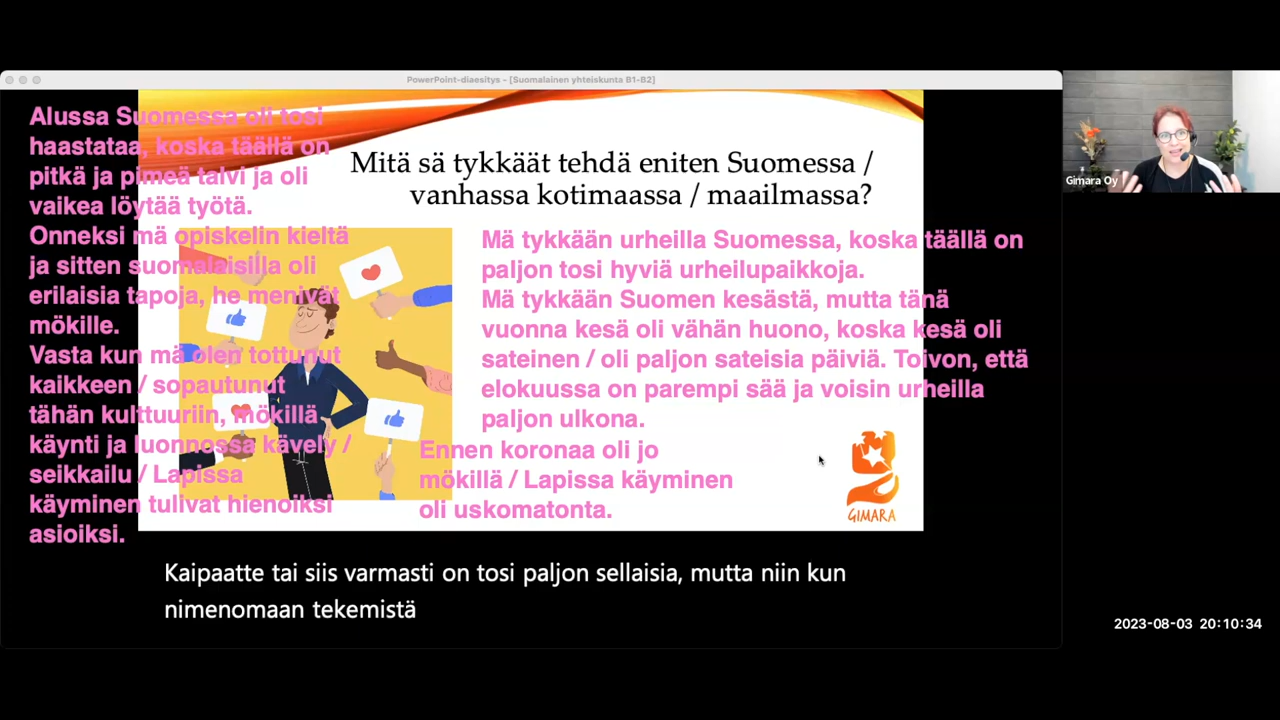 PowerPoint-diaesitys - [Suomalainen yhteiskunta B1-B2]
Mitä sä tykkäät tehdä eniten Suomessa /
vanhassa kotimaassa / maailmassa?
Alussa Suomessa oli tosi
haastataa, koska täällä on
pitkä ja pimeä talvi ja oli
vaikea löytää työtä.
Onneksi mä opiskelin kieltä
ja sitten suomalaisilla oli
erilaisia tapoja, he menivät
mökille.
Vasta kun mä olen tottunut
kaikkeen / sopautunut
tähän kulttuuriin, mökillä
käynti ja luonnossa kävely /
seikkailu / Lapissa
käyminen tulivat hienoiksi
asioiksi.
Mä tykkään urheilla Suomessa, koska täällä on
paljon tosi hyviä urheilupaikkoja.
Mä tykkään Suomen kesästä, mutta tänä
vuonna kesä oli vähän huono, koska kesä oli
sateinen / oli paljon sateisia päiviä. Toivon, että
elokuussa on parempi sää ja voisin urheilla
paljon ulkona.
Ennen koronaa oli jo
mökillä / Lapissa käyminen
oli uskomatonta.
GIMARA
Kaipaatte tai siis varmasti on tosi paljon sellaisia, mutta niin kun
nimenomaan tekemistä
Gimara Oy
2023-08-03 20:10:34